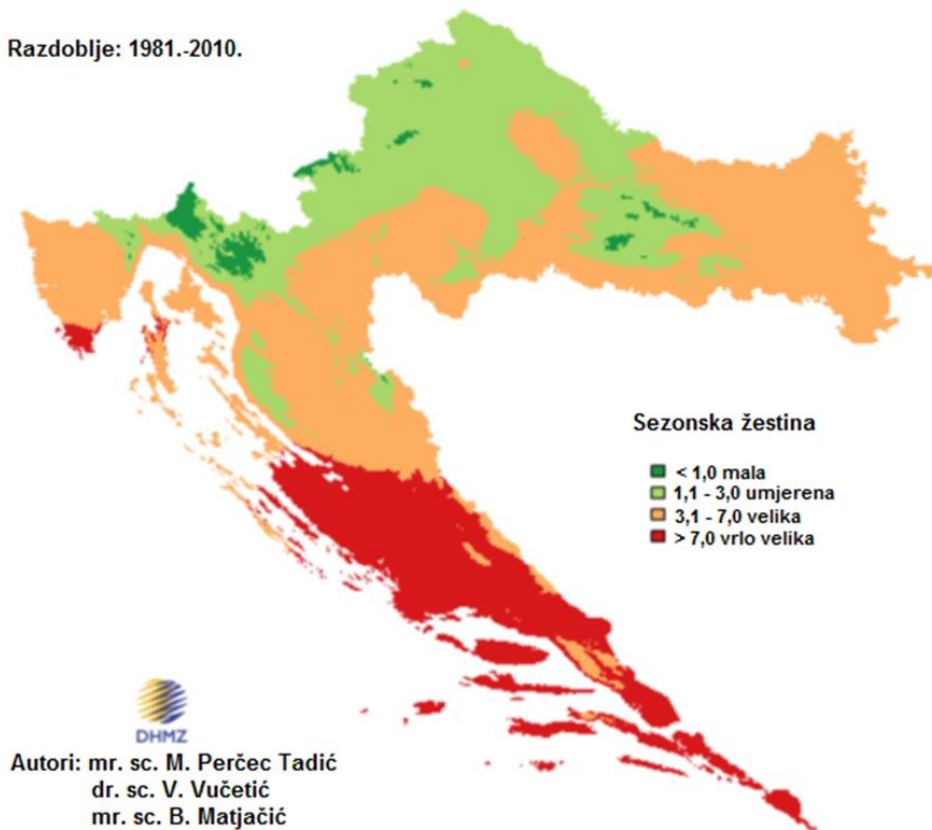 Razdoblje: 1981.-2010.
Sezonska žestina
< 1,0 mala
1,1 - 3,0 umjerena
3,1 - 7,0 velika
> 7,0 vrlo velika
DHMZ
Autori: mr. sc. M. Perčec Tadić
dr. sc. V. Vučetić
mr. sc. B. Matjačić